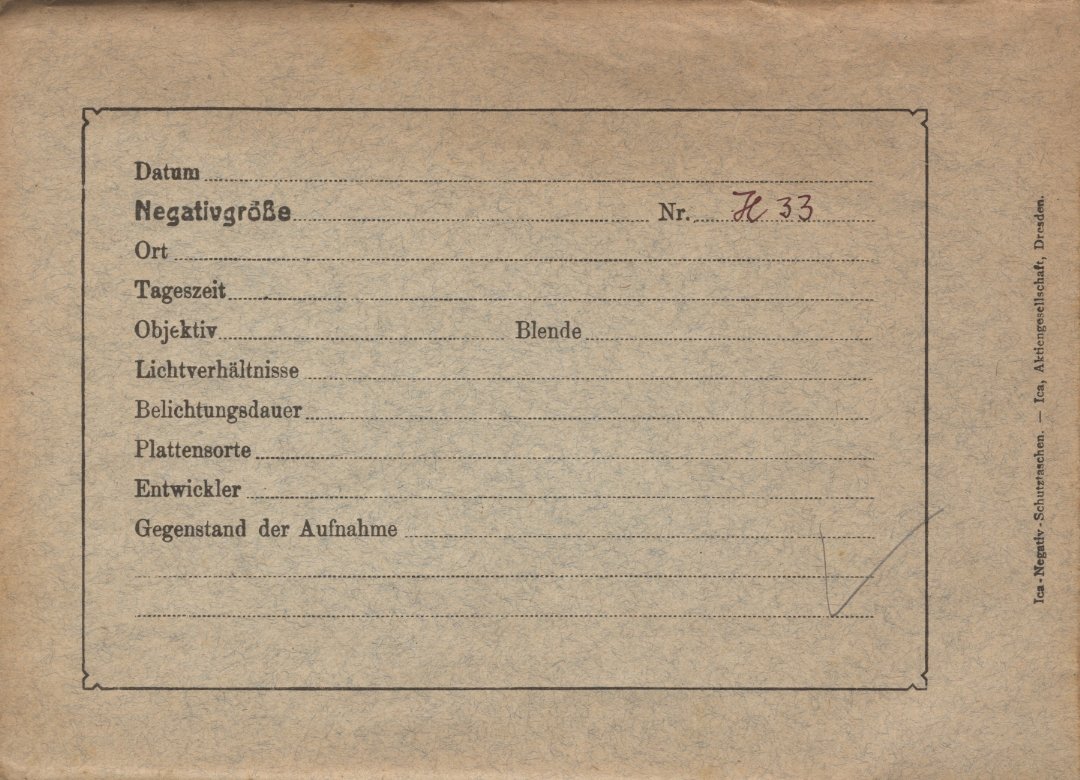 Datum
Negativgröße Nr. H 33
Ort
Tageszeit
Objektiv Blende
Lichtverhältnisse
Belichtungsdauer
Plattensorte
Entwickler
Gegenstand der Aufnahme
Ica-Negativ-Schutztaschen. — Ica, Aktiengesellschaft, Dresden.